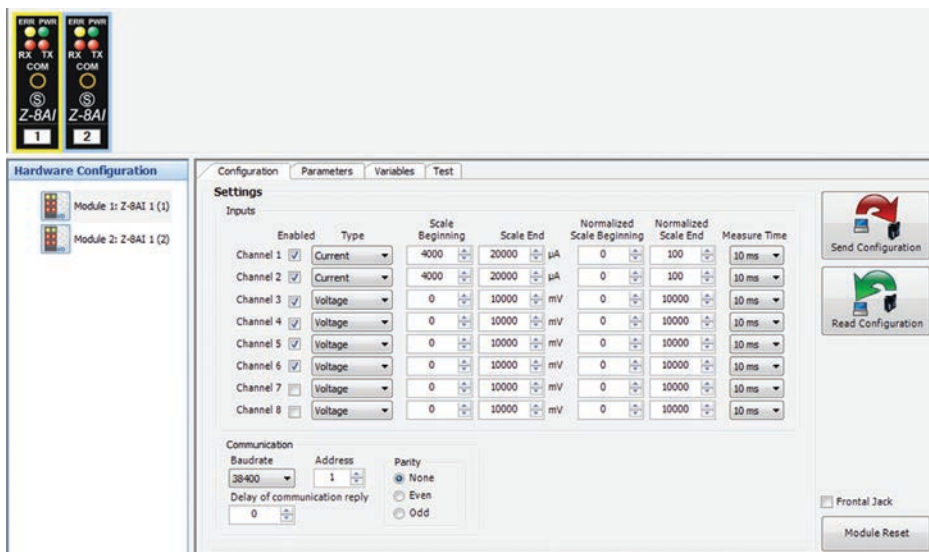 ERR PWR ERR PWR
RX TX RX TX
COM COM
S S
Z-8AI Z-8AI
1 2
Hardware Configuration
Module 1: Z-8AI 1 (1)
Module 2: Z-8AI 1 (2)
Configuration Parameters Variables Test
Settings
Inputs
Enabled Type Scale Beginning Scale End Normalized Scale Beginning Normalized Scale End Measure Time
Channel 1 Current 4000 20000 µA 0 100 10 ms
Channel 2 Current 4000 20000 µA 0 100 10 ms
Channel 3 Voltage 0 10000 mV 0 10000 10 ms
Channel 4 Voltage 0 10000 mV 0 10000 10 ms
Channel 5 Voltage 0 10000 mV 0 10000 10 ms
Channel 6 Voltage 0 10000 mV 0 10000 10 ms
Channel 7 Voltage 0 10000 mV 0 10000 10 ms
Channel 8 Voltage 0 10000 mV 0 10000 10 ms
Communication
Baudrate Address Parity
38400 1 None
Delay of communication reply Even
0 Odd
Send Configuration
Read Configuration
Frontal Jack
Module Reset